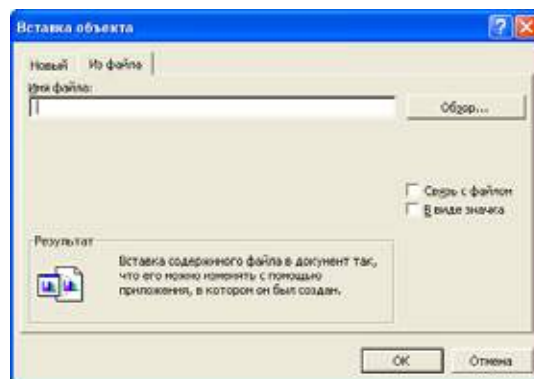 Вставка объекта
Новый Из файла
Имя файла:
Обзор...
Связь с файлом
В виде значка
Результат
Вставка содержимого файла в документ так,
что его можно изменять с помощью
приложения, в котором он был создан.
ОК Отмена